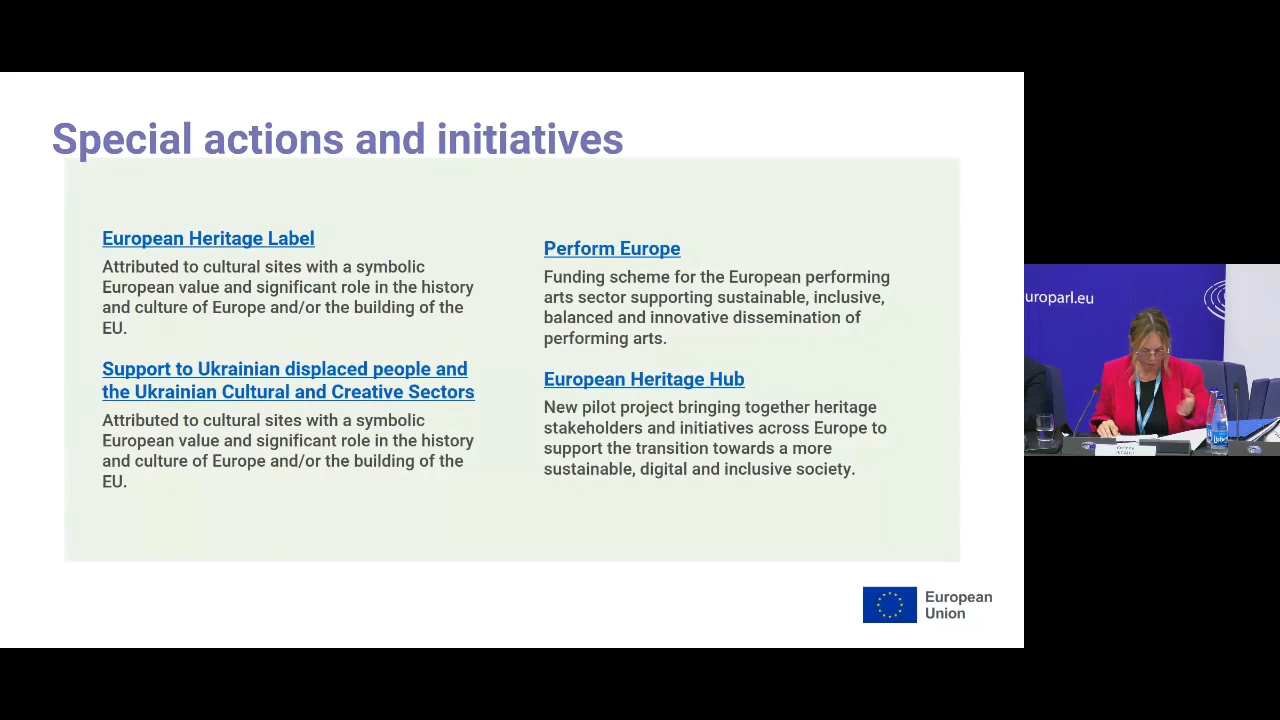 Special actions and initiatives
European Heritage Label
Attributed to cultural sites with a symbolic
European value and significant role in the history
and culture of Europe and/or the building of the
EU.
Support to Ukrainian displaced people and
the Ukrainian Cultural and Creative Sectors
Attributed to cultural sites with a symbolic
European value and significant role in the history
and culture of Europe and/or the building of the
EU.
Perform Europe
Funding scheme for the European performing
arts sector supporting sustainable, inclusive,
balanced and innovative dissemination of
performing arts.
European Heritage Hub
New pilot project bringing together heritage
stakeholders and initiatives across Europe to
support the transition towards a more
sustainable, digital and inclusive society.
European
Union
uroparl.eu